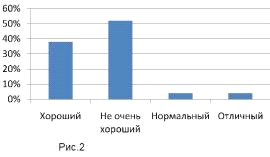 60%
50%
40%
30%
20%
10%
0%
Хороший
Не очень
хороший
Нормальный
Отличный
Рис.2